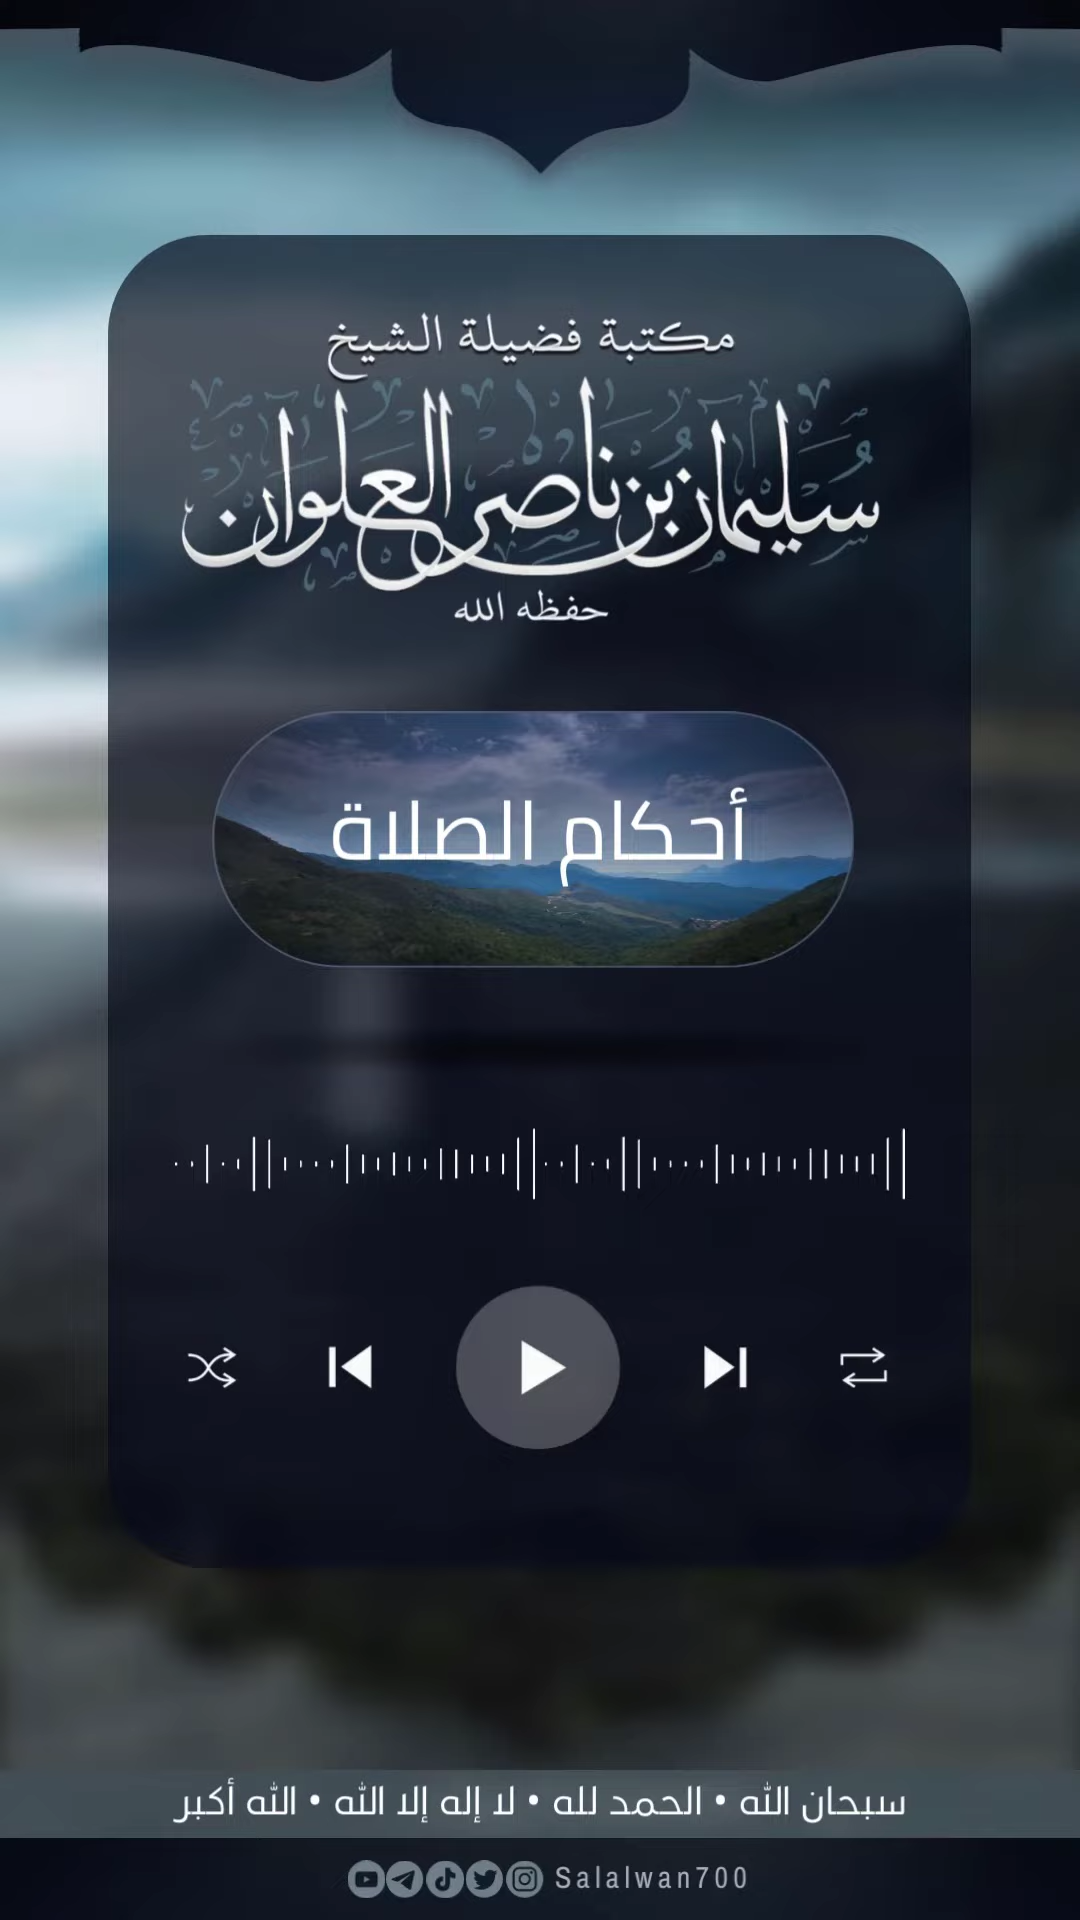 مكتبة فضيلة الشيخ
سُليمان بن ناصر العلوان
حفظه الله
أحكام الصلاة
سبحان الله • الحمد لله • لا إله إلا الله • الله أكبر
Salalwan700